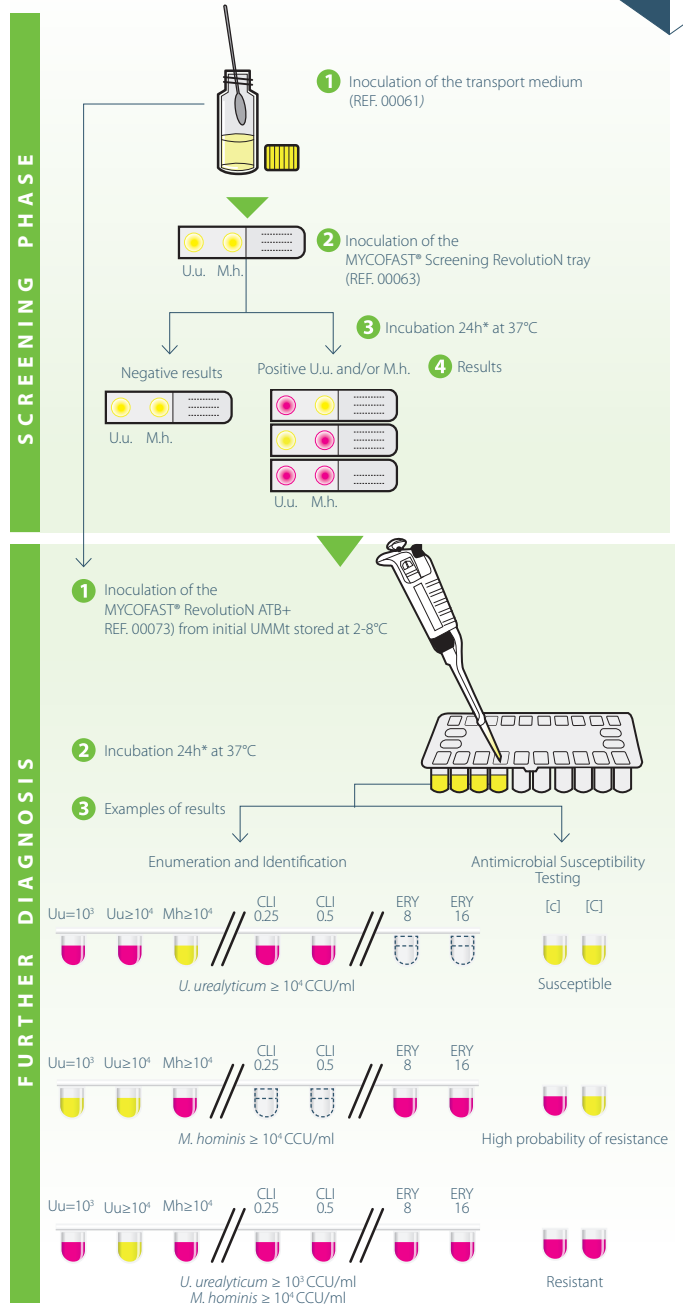 SCREENING PHASE
1 Inoculation of the transport medium
(REF. 00061)
2 Inoculation of the
MYCOFAST® Screening RevolutioN tray
(REF. 00063)
U.u. M.h.
3 Incubation 24h* at 37°C
Negative results
Positive U.u. and/or M.h.
4 Results
U.u. M.h.
U.u. M.h.
FURTHER DIAGNOSIS
1 Inoculation of the
MYCOFAST® RevolutioN ATB+
REF. 00073) from initial UMMt stored at 2-8°C
2 Incubation 24h* at 37°C
3 Examples of results
Enumeration and Identification
Antimicrobial Susceptibility
Testing
Uu=10³ Uu≥10⁴ Mh≥10⁴ CLI 0.25 CLI 0.5 ERY 8 ERY 16
[c] [C]
U. urealyticum ≥ 10⁴ CCU/ml
Susceptible
Uu=10³ Uu≥10⁴ Mh≥10⁴ CLI 0.25 CLI 0.5 ERY 8 ERY 16
M. hominis ≥ 10⁴ CCU/ml
High probability of resistance
Uu=10³ Uu≥10⁴ Mh≥10⁴ CLI 0.25 CLI 0.5 ERY 8 ERY 16
U. urealyticum ≥ 10³ CCU/ml
M. hominis ≥ 10⁴ CCU/ml
Resistant